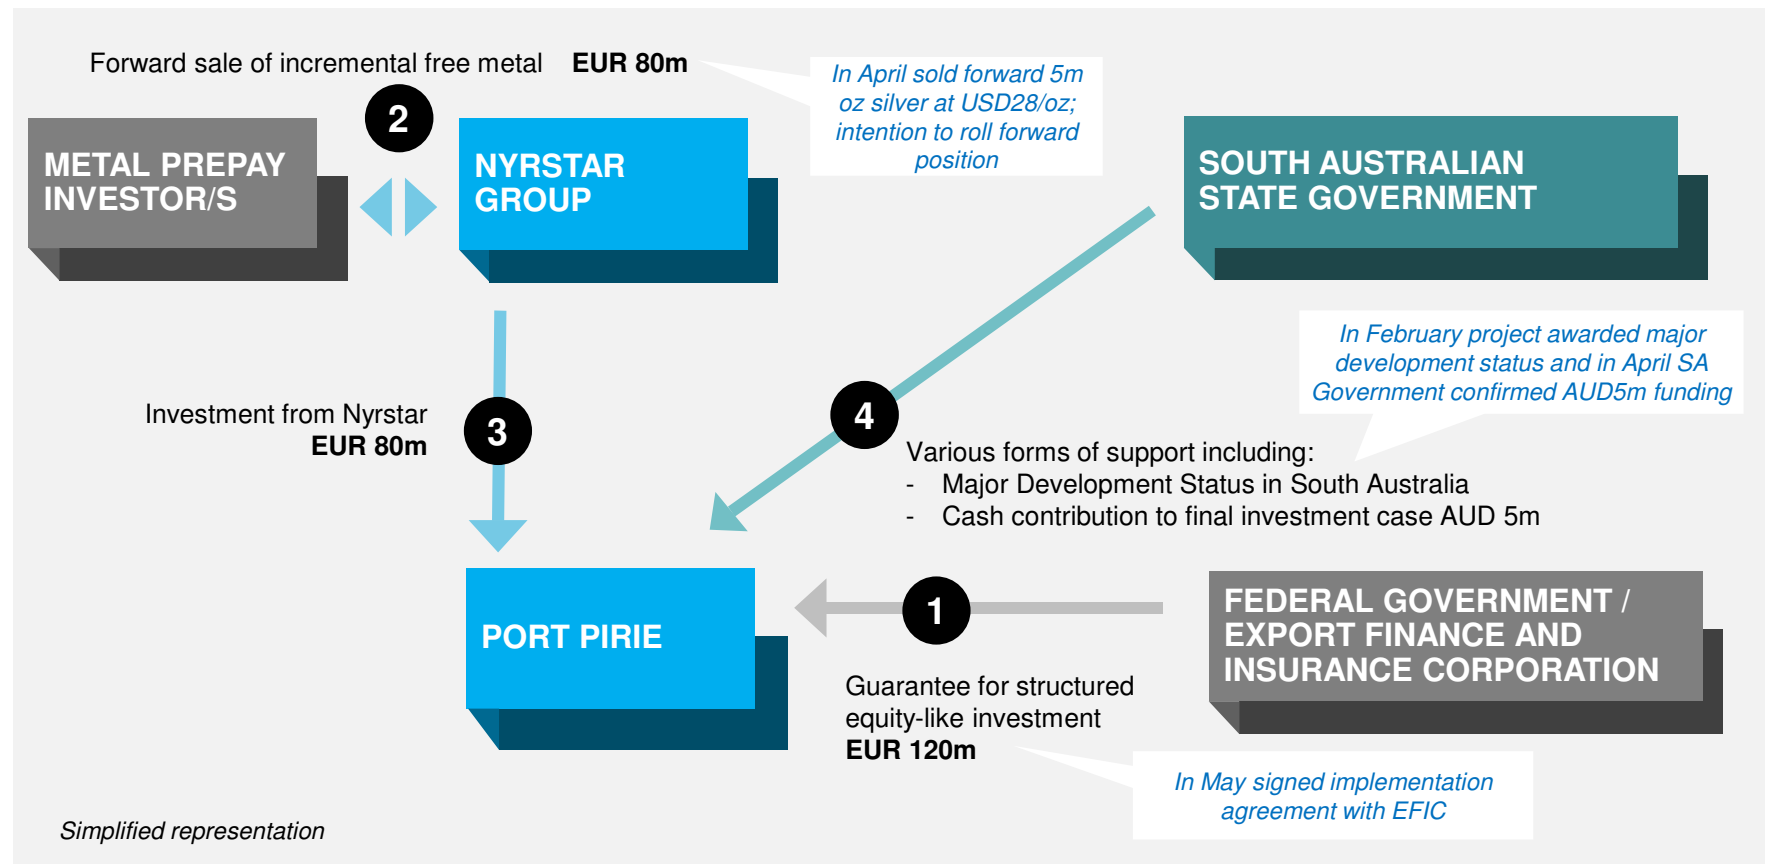 Forward sale of incremental free metal EUR 80m
In April sold forward 5m
oz silver at USD28/oz;
intention to roll forward
position
2
METAL PREPAY
INVESTOR/S
NYRSTAR
GROUP
SOUTH AUSTRALIAN
STATE GOVERNMENT
In February project awarded major
development status and in April SA
Government confirmed AUD5m funding
Investment from Nyrstar
EUR 80m
3
4
Various forms of support including:
- Major Development Status in South Australia
- Cash contribution to final investment case AUD 5m
PORT PIRIE
1
FEDERAL GOVERNMENT /
EXPORT FINANCE AND
INSURANCE CORPORATION
Guarantee for structured
equity-like investment
EUR 120m
In May signed implementation
agreement with EFIC
Simplified representation